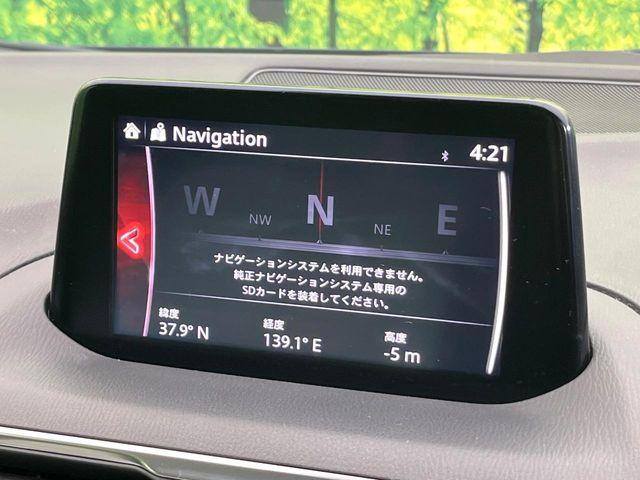 Navigation
4:21
W NW N NE E
ナビゲーションシステムを利用できません。
純正ナビゲーションシステム専用の
SDカードを装着してください。
緯度 経度 高度
37.9° N 139.1° E -5 m